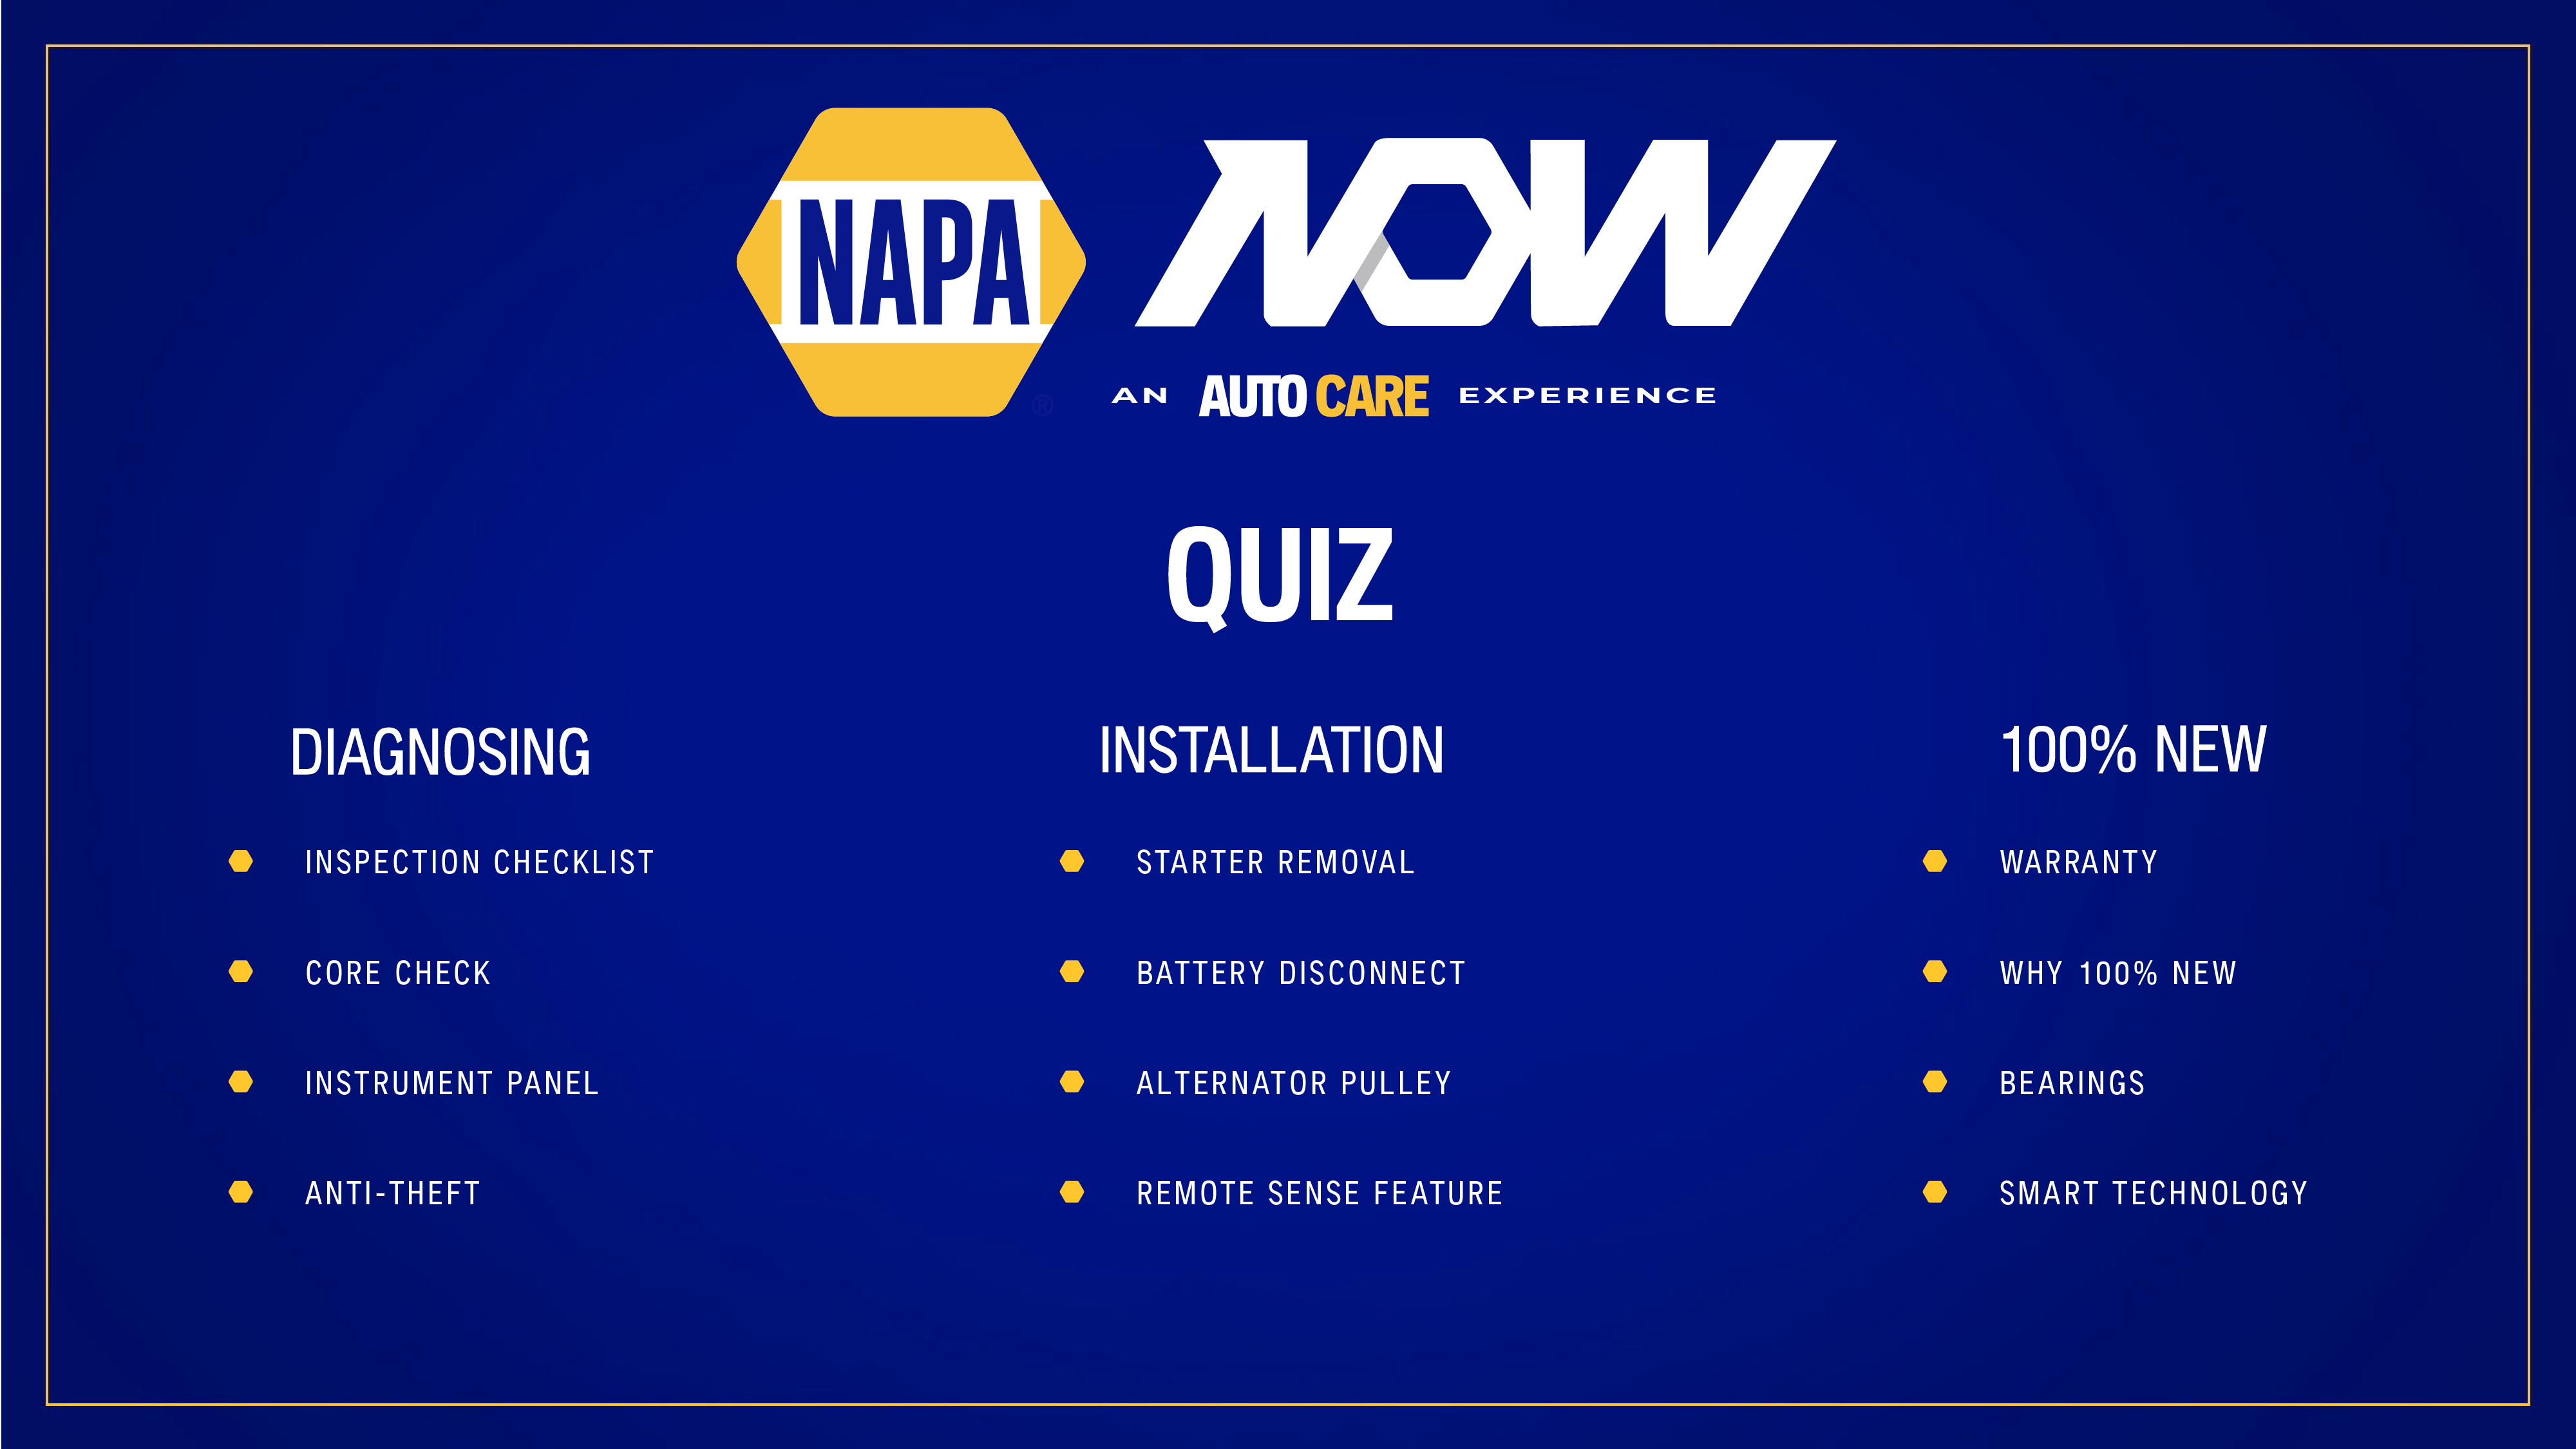 NAPA
NOW
®
AN AUTO CARE EXPERIENCE
QUIZ
DIAGNOSING
INSPECTION CHECKLIST
CORE CHECK
INSTRUMENT PANEL
ANTI-THEFT
INSTALLATION
STARTER REMOVAL
BATTERY DISCONNECT
ALTERNATOR PULLEY
REMOTE SENSE FEATURE
100% NEW
WARRANTY
WHY 100% NEW
BEARINGS
SMART TECHNOLOGY